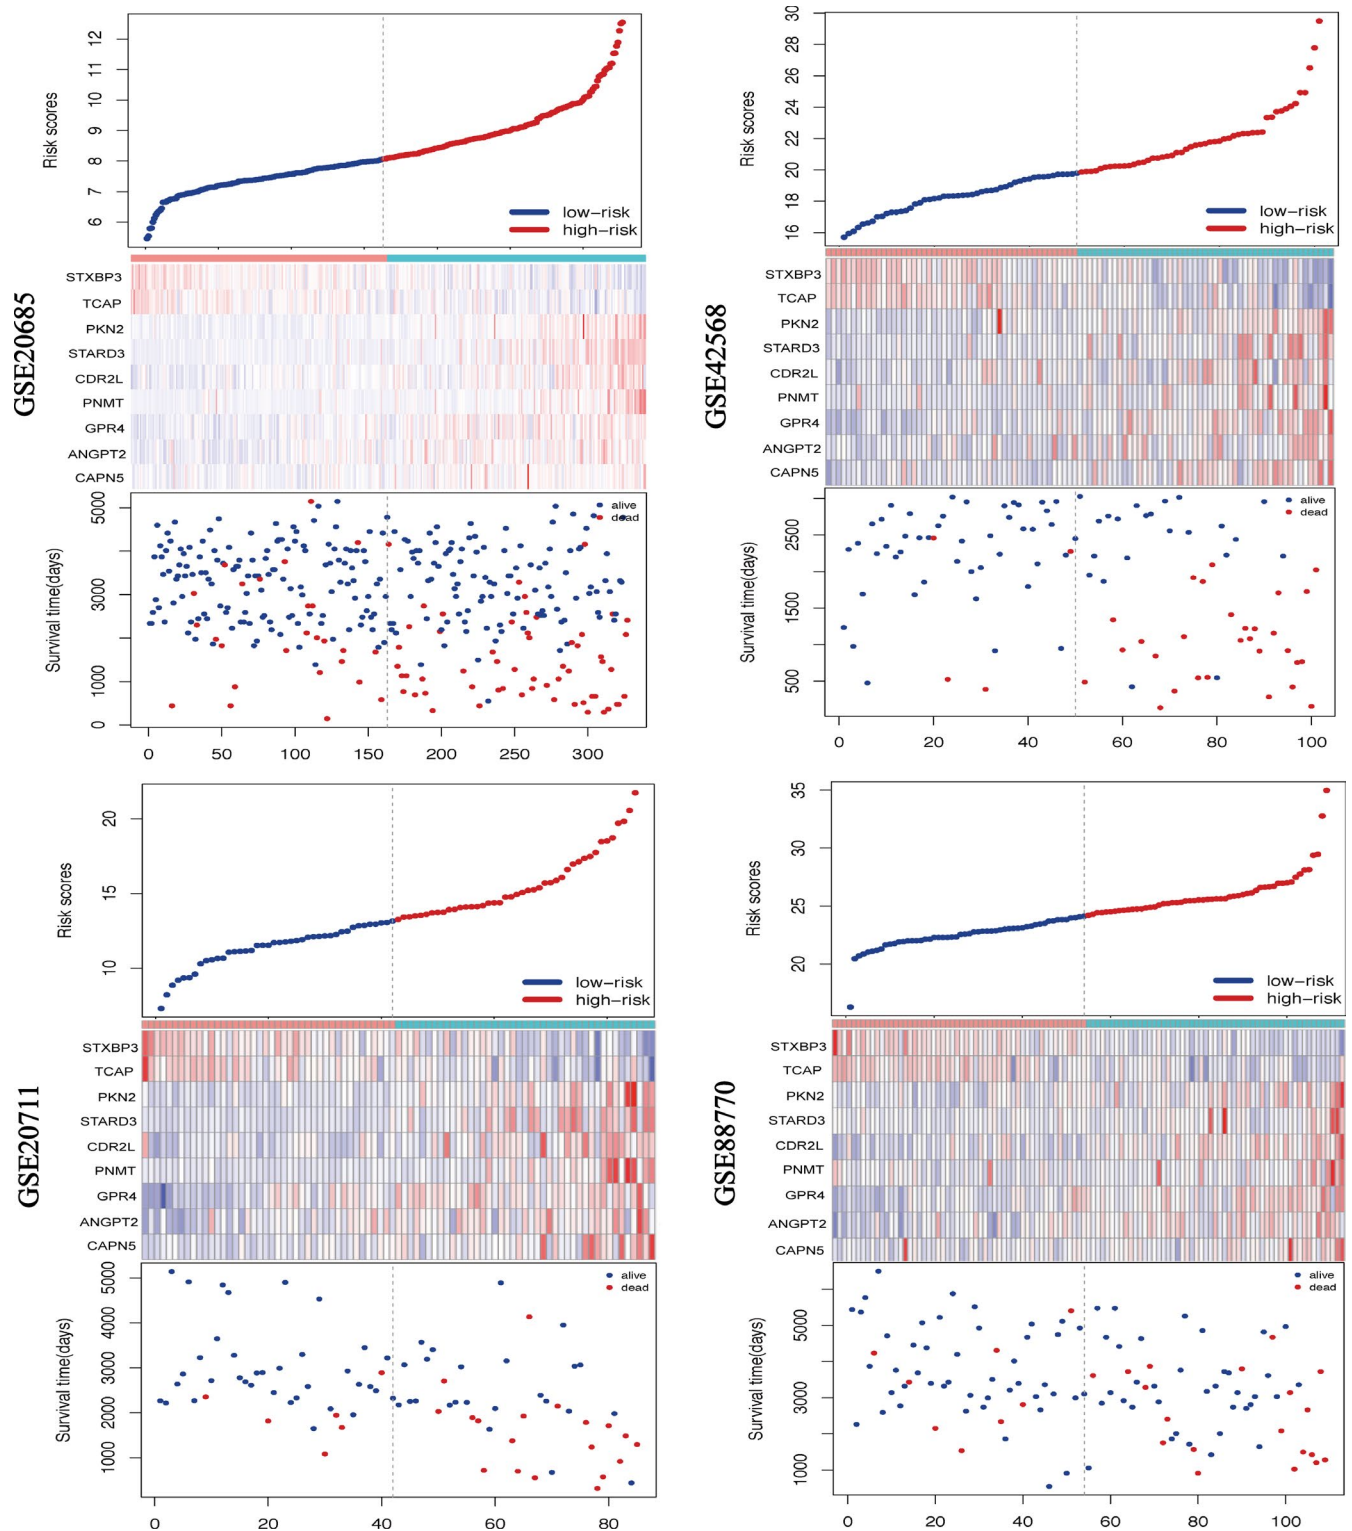 GSE20685
Risk scores
12
11
10
9
8
7
6
low-risk
high-risk
STXBP3
TCAP
PKN2
STARD3
CDR2L
PNMT
GPR4
ANGPT2
CAPN5
Survival time(days)
5000
3000
1000
0
alive
dead
0 50 100 150 200 250 300
GSE42568
Risk scores
30
28
26
24
22
20
18
16
low-risk
high-risk
STXBP3
TCAP
PKN2
STARD3
CDR2L
PNMT
GPR4
ANGPT2
CAPN5
Survival time(days)
2500
1500
500
alive
dead
0 20 40 60 80 100
GSE20711
Risk scores
20
15
10
low-risk
high-risk
STXBP3
TCAP
PKN2
STARD3
CDR2L
PNMT
GPR4
ANGPT2
CAPN5
Survival time(days)
5000
4000
3000
2000
1000
alive
dead
0 20 40 60 80
GSE88770
Risk scores
35
30
25
20
low-risk
high-risk
STXBP3
TCAP
PKN2
STARD3
CDR2L
PNMT
GPR4
ANGPT2
CAPN5
Survival time(days)
5000
3000
1000
alive
dead
0 20 40 60 80 100